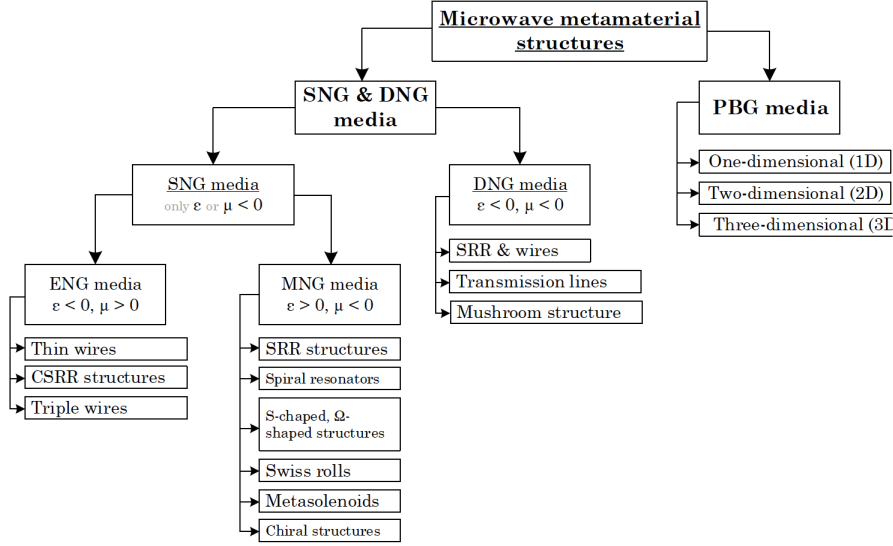 Microwave metamaterial
structures
SNG & DNG
media
PBG media
One-dimensional (1D)
Two-dimensional (2D)
Three-dimensional (3D
SNG media
only ε or μ < 0
DNG media
ε < 0, μ < 0
SRR & wires
Transmission lines
Mushroom structure
ENG media
ε < 0, μ > 0
Thin wires
CSRR structures
Triple wires
MNG media
ε > 0, μ < 0
SRR structures
Spiral resonators
S-chaped, Ω-
shaped structures
Swiss rolls
Metasolenoids
Chiral structures